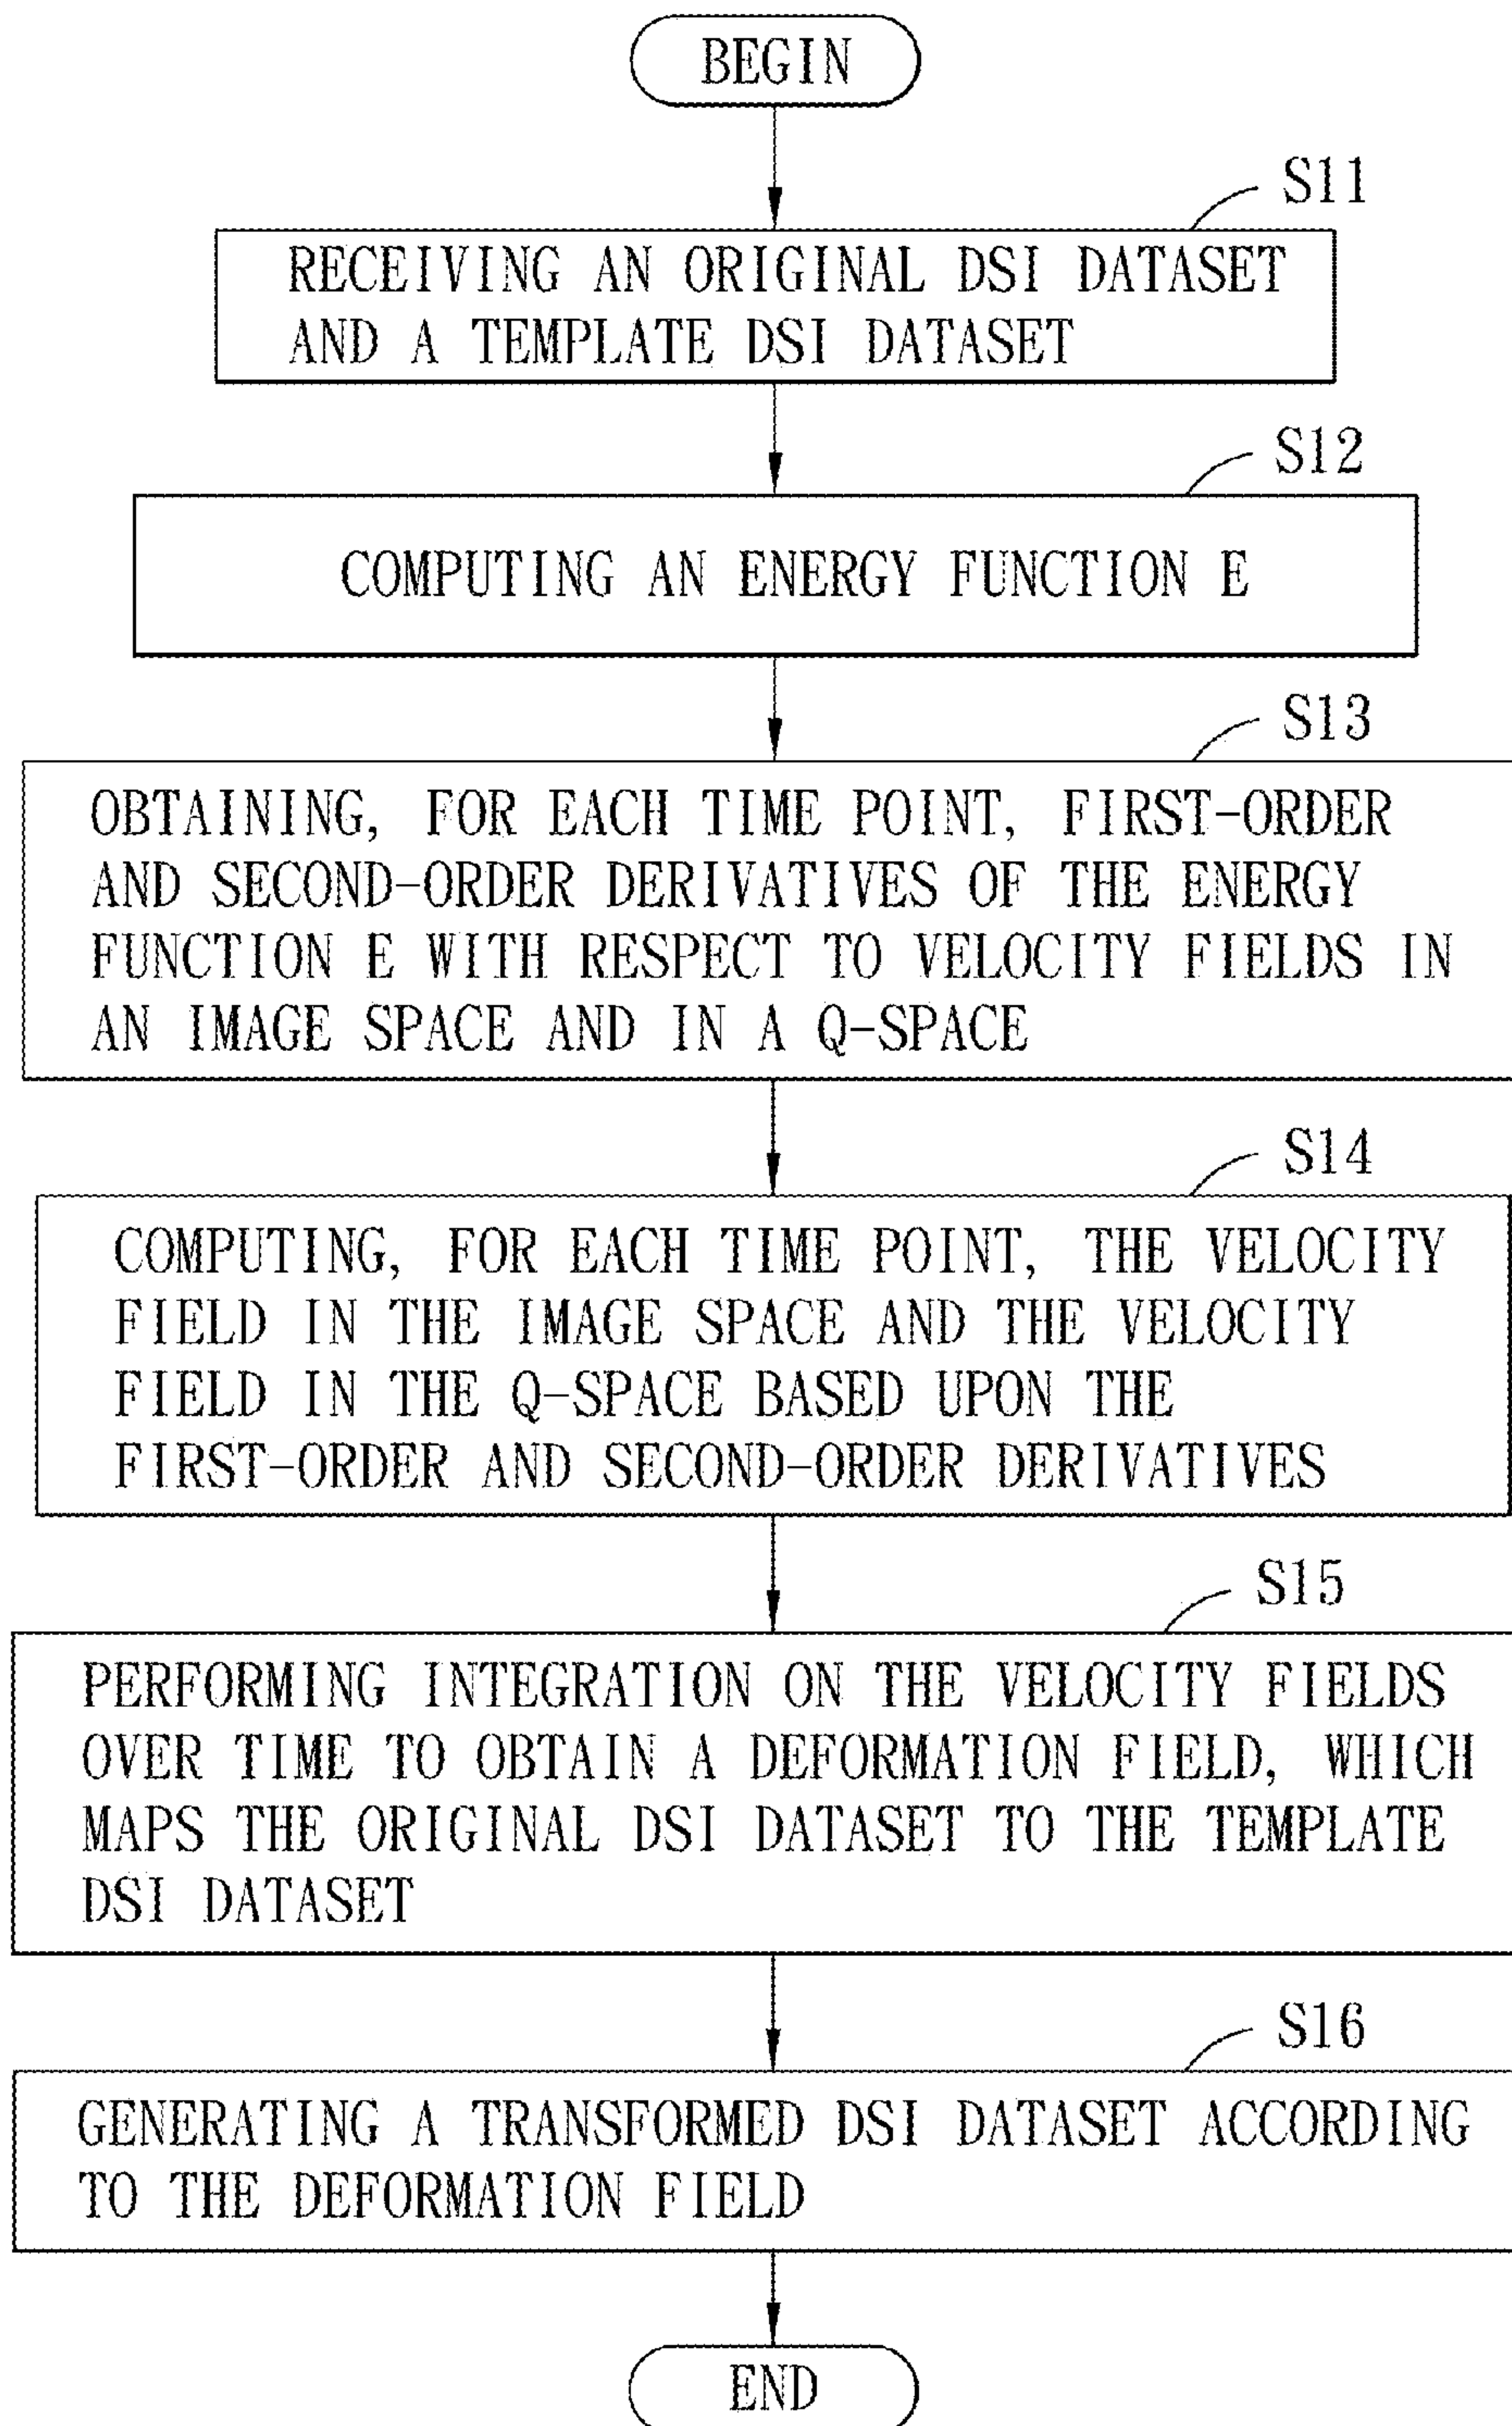 BEGIN
S11
RECEIVING AN ORIGINAL DSI DATASET
AND A TEMPLATE DSI DATASET
S12
COMPUTING AN ENERGY FUNCTION E
S13
OBTAINING, FOR EACH TIME POINT, FIRST-ORDER
AND SECOND-ORDER DERIVATIVES OF THE ENERGY
FUNCTION E WITH RESPECT TO VELOCITY FIELDS IN
AN IMAGE SPACE AND IN A Q-SPACE
S14
COMPUTING, FOR EACH TIME POINT, THE VELOCITY
FIELD IN THE IMAGE SPACE AND THE VELOCITY
FIELD IN THE Q-SPACE BASED UPON THE
FIRST-ORDER AND SECOND-ORDER DERIVATIVES
S15
PERFORMING INTEGRATION ON THE VELOCITY FIELDS
OVER TIME TO OBTAIN A DEFORMATION FIELD, WHICH
MAPS THE ORIGINAL DSI DATASET TO THE TEMPLATE
DSI DATASET
S16
GENERATING A TRANSFORMED DSI DATASET ACCORDING
TO THE DEFORMATION FIELD
END